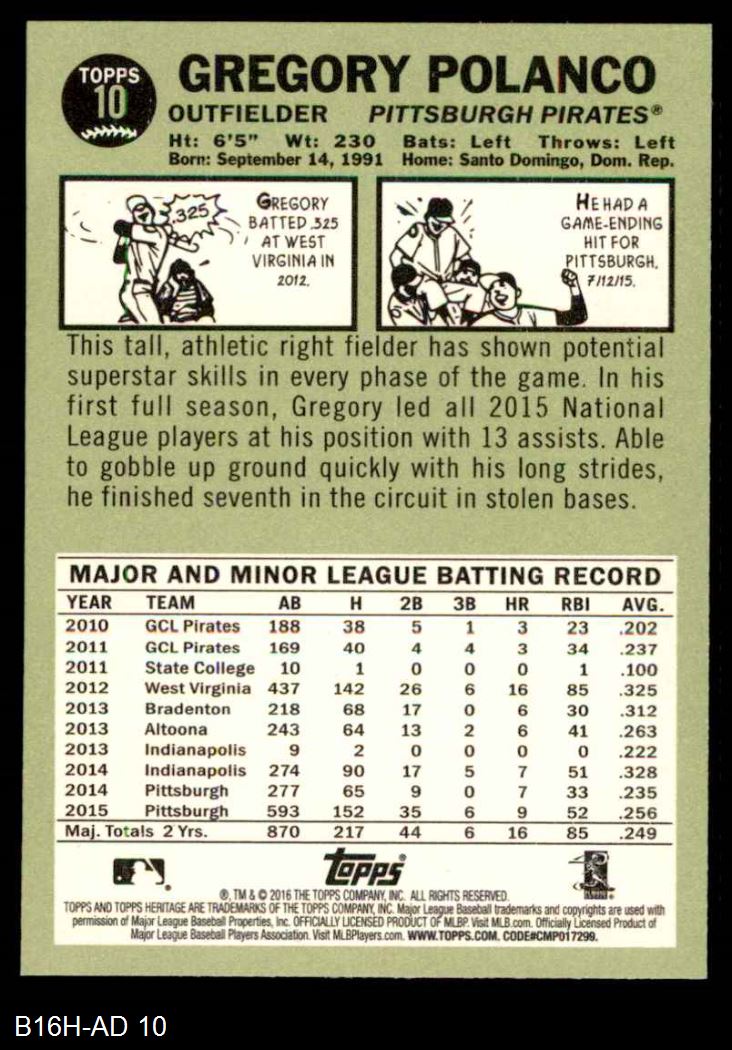 TOPPS
10
GREGORY POLANCO
OUTFIELDER PITTSBURGH PIRATES®
Ht: 6'5" Wt: 230 Bats: Left Throws: Left
Born: September 14, 1991 Home: Santo Domingo, Dom. Rep.
.325
GREGORY
BATTED .325
AT WEST
VIRGINIA IN
2012.
HE HAD A
GAME-ENDING
HIT FOR
PITTSBURGH,
7/12/15.
This tall, athletic right fielder has shown potential
superstar skills in every phase of the game. In his
first full season, Gregory led all 2015 National
League players at his position with 13 assists. Able
to gobble up ground quickly with his long strides,
he finished seventh in the circuit in stolen bases.
MAJOR AND MINOR LEAGUE BATTING RECORD
YEAR TEAM AB H 2B 3B HR RBI AVG.
2010 GCL Pirates 188 38 5 1 3 23 .202
2011 GCL Pirates 169 40 4 4 3 34 .237
2011 State College 10 1 0 0 0 1 .100
2012 West Virginia 437 142 26 6 16 85 .325
2013 Bradenton 218 68 17 0 6 30 .312
2013 Altoona 243 64 13 2 6 41 .263
2013 Indianapolis 9 2 0 0 0 0 .222
2014 Indianapolis 274 90 17 5 7 51 .328
2014 Pittsburgh 277 65 9 0 7 33 .235
2015 Pittsburgh 593 152 35 6 9 52 .256
Maj. Totals 2 Yrs. 870 217 44 6 16 85 .249
Topps®
®, TM & © 2016 THE TOPPS COMPANY, INC. ALL RIGHTS RESERVED.
TOPPS AND TOPPS HERITAGE ARE TRADEMARKS OF THE TOPPS COMPANY, INC. Major League Baseball trademarks and copyrights are used with
permission of Major League Baseball Properties, Inc. OFFICIALLY LICENSED PRODUCT OF MLBP. Visit MLB.com. Officially Licensed Product of
Major League Baseball Players Association. Visit MLBPlayers.com. WWW.TOPPS.COM. CODE#CMP017299.
B16H-AD 10